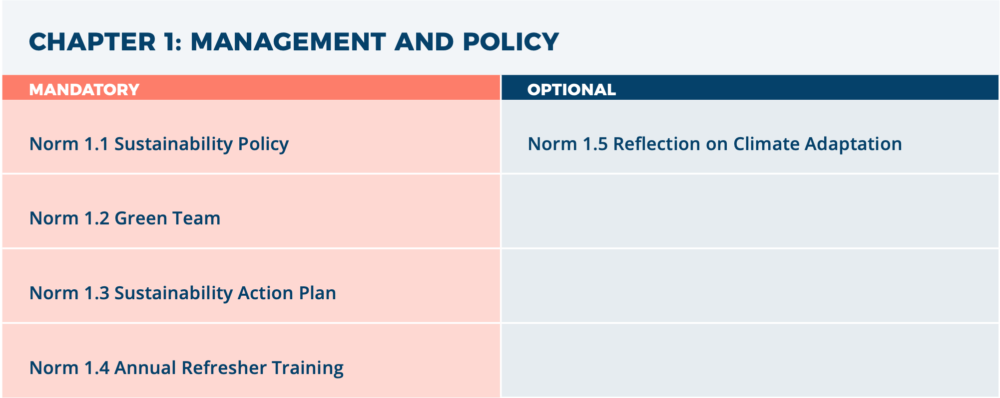 CHAPTER 1: MANAGEMENT AND POLICY
MANDATORY
OPTIONAL
Norm 1.1 Sustainability Policy
Norm 1.5 Reflection on Climate Adaptation
Norm 1.2 Green Team
Norm 1.3 Sustainability Action Plan
Norm 1.4 Annual Refresher Training